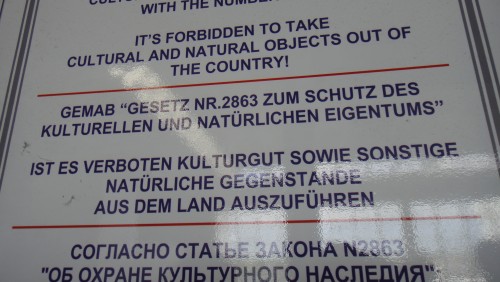 WITH THE NUMBER
IT'S FORBIDDEN TO TAKE
CULTURAL AND NATURAL OBJECTS OUT OF
THE COUNTRY!
GEMAB "GESETZ NR.2863 ZUM SCHUTZ DES
KULTURELLEN UND NATÜRLICHEN EIGENTUMS"
IST ES VERBOTEN KULTURGUT SOWIE SONSTIGE
NATÜRLICHE GEGENSTANDE
AUS DEM LAND AUSZUFÜHREN
СОГЛАСНО СТАТЬЕ ЗАКОНА N2863
"ОБ ОХРАНЕ КУЛЬТУРНОГО НАСЛЕДИЯ":